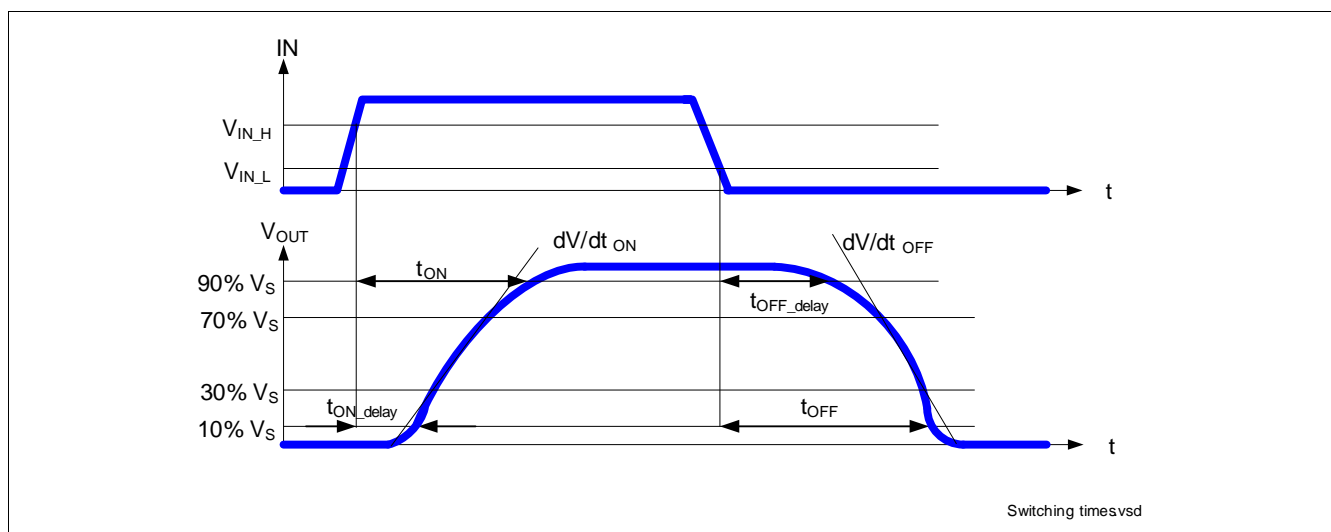 IN
V_IN_H
V_IN_L
t
V_OUT
dV/dt ON
dV/dt OFF
90% V_S
t_ON
t_OFF_delay
70% V_S
30% V_S
t_ON_delay
t_OFF
10% V_S
t
Switching times.vsd